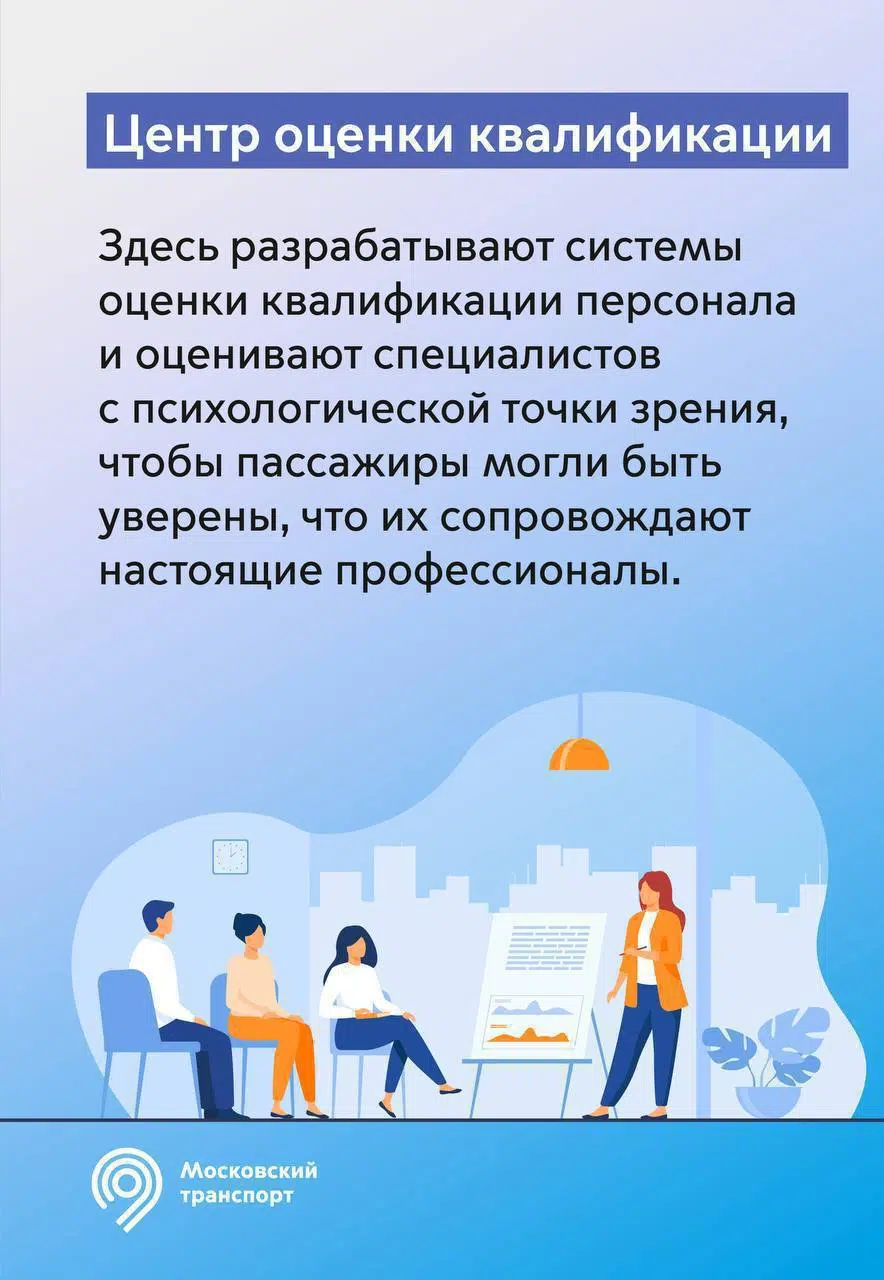 Центр оценки квалификации
Здесь разрабатывают системы
оценки квалификации персонала
и оценивают специалистов
с психологической точки зрения,
чтобы пассажиры могли быть
уверены, что их сопровождают
настоящие профессионалы.
Московский
транспорт